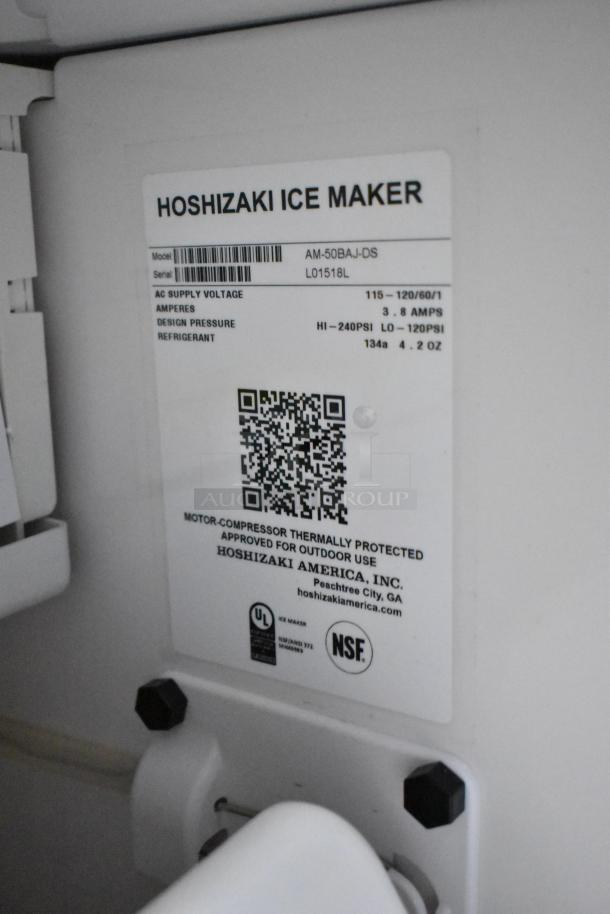 HOSHIZAKI ICE MAKER
Model AM-50BAJ-DS
Serial L01518L
AC SUPPLY VOLTAGE 115-120/60/1
AMPERES 3.8 AMPS
DESIGN PRESSURE HI-240PSI LO-120PSI
REFRIGERANT 134a 4.2 OZ
AUCTION GROUP
MOTOR-COMPRESSOR THERMALLY PROTECTED
APPROVED FOR OUTDOOR USE
HOSHIZAKI AMERICA, INC.
Peachtree City, GA
hoshizakiamerica.com
UL
ICE MAKER
NSF